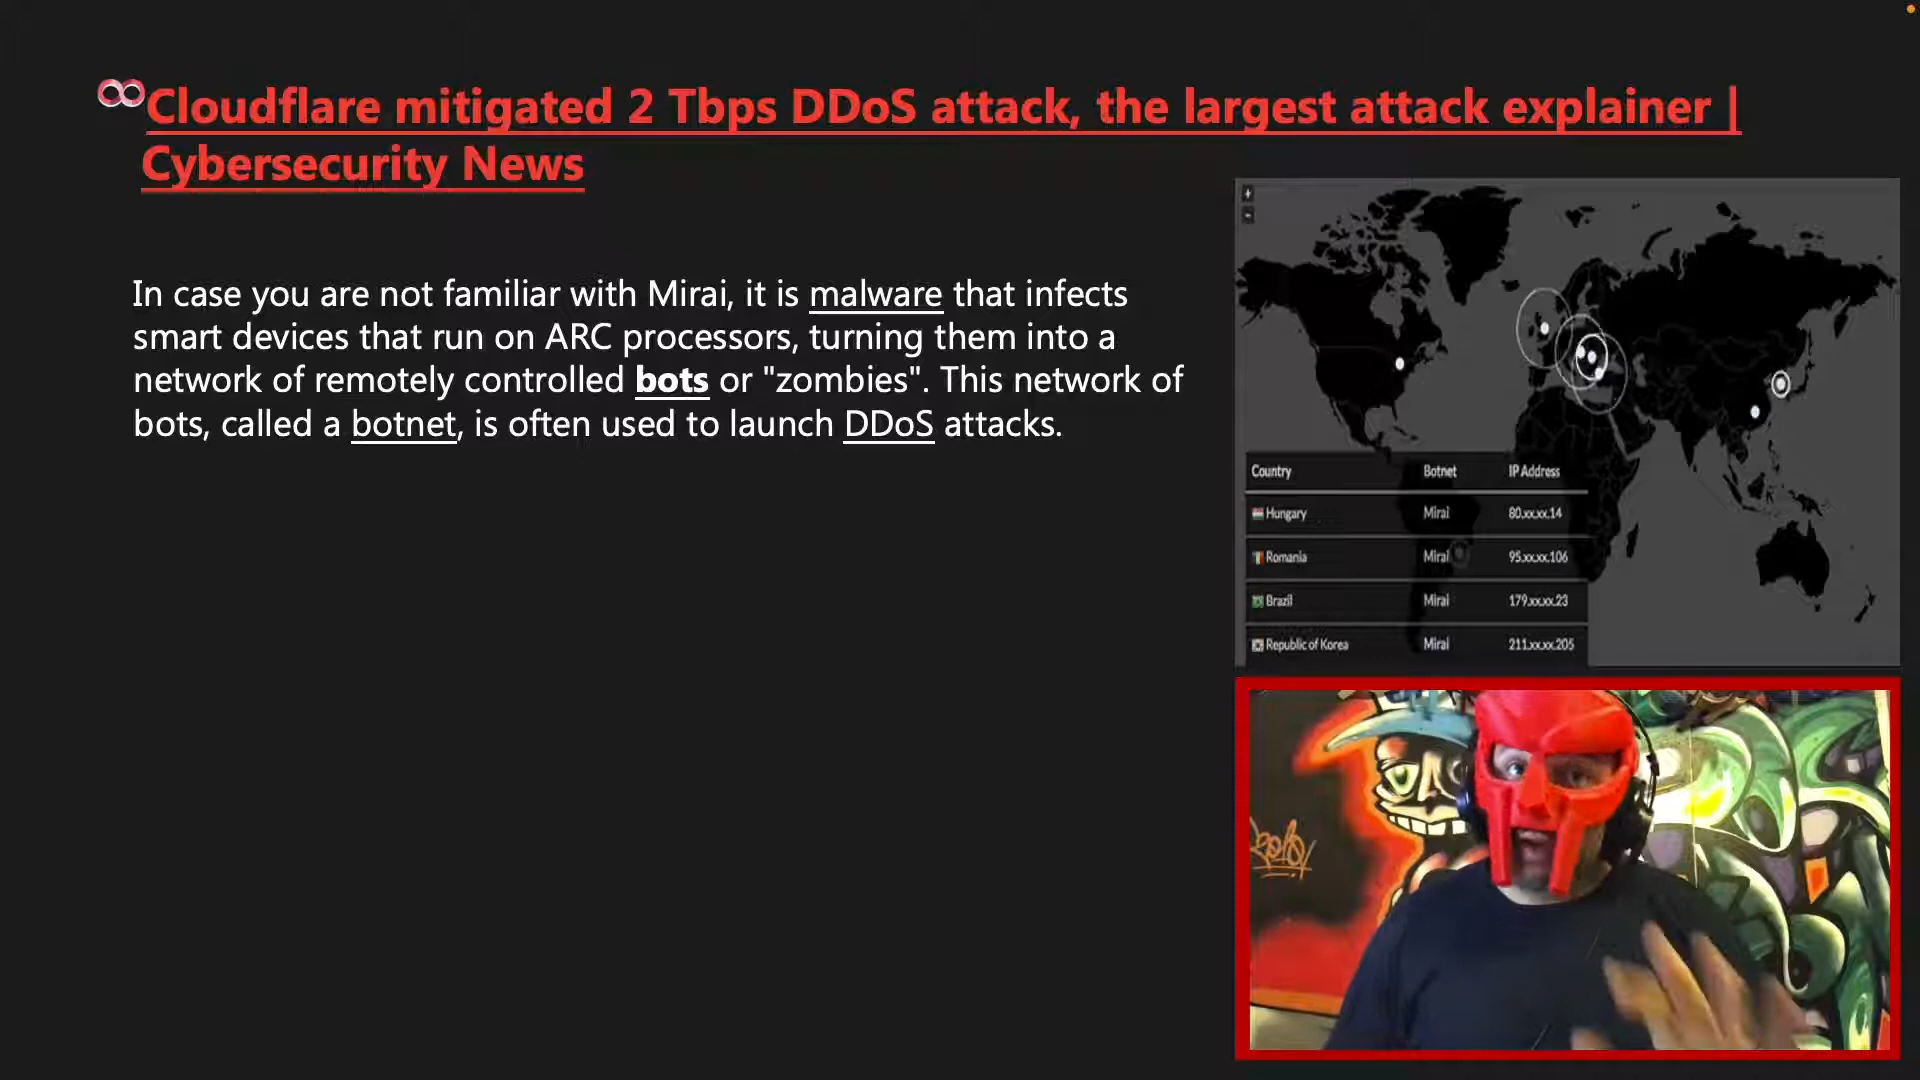 Cloudflare mitigated 2 Tbps DDoS attack, the largest attack explainer |
Cybersecurity News
In case you are not familiar with Mirai, it is malware that infects
smart devices that run on ARC processors, turning them into a
network of remotely controlled bots or "zombies". This network of
bots, called a botnet, is often used to launch DDoS attacks.
+
-
Country Botnet IP Address
Hungary Mirai 80.xx.xx.14
Romania Mirai 95.xx.xx.106
Brazil Mirai 179.xx.xx.23
Republic of Korea Mirai 211.xx.xx.205